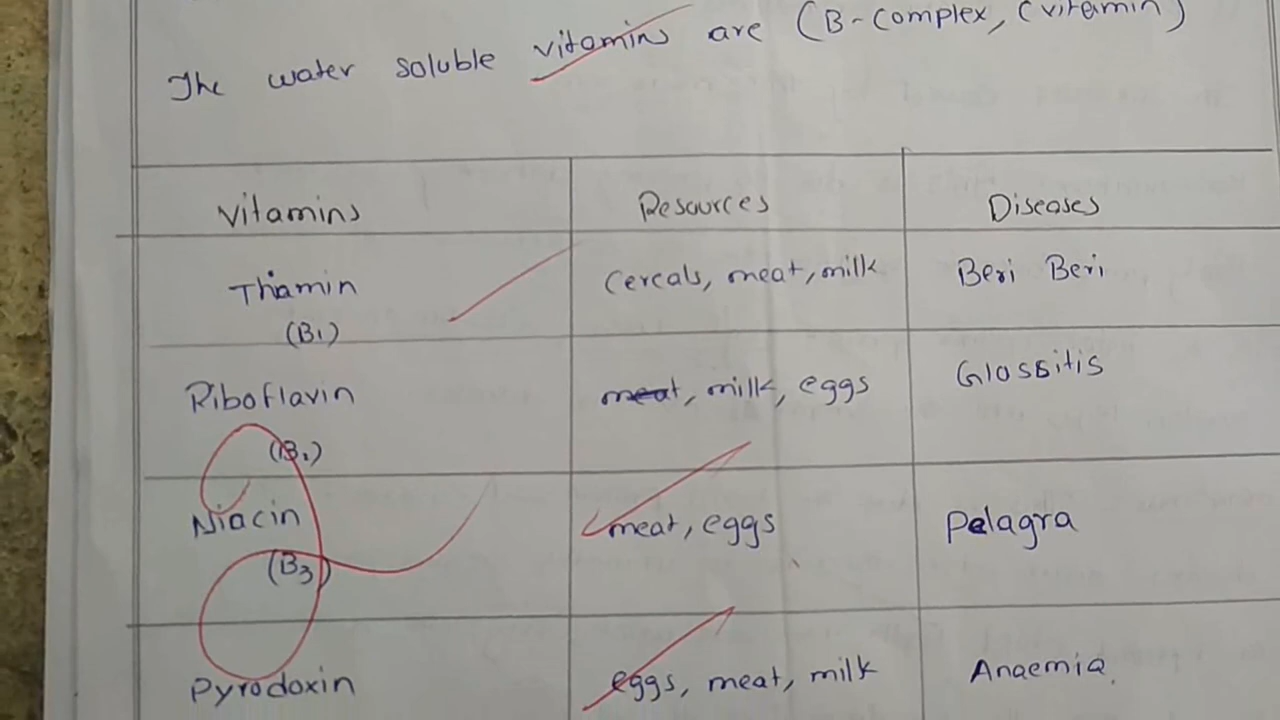 The water soluble vitamins are (B-Complex, C vitamin)
Vitamins Resources Diseases
Thiamin Cereals, meat, milk Beri Beri
(B1)
Riboflavin meat, milk, eggs Glossitis
(B2)
Niacin meat, eggs Pelagra
(B3)
Pyrodoxin eggs, meat, milk Anaemia.